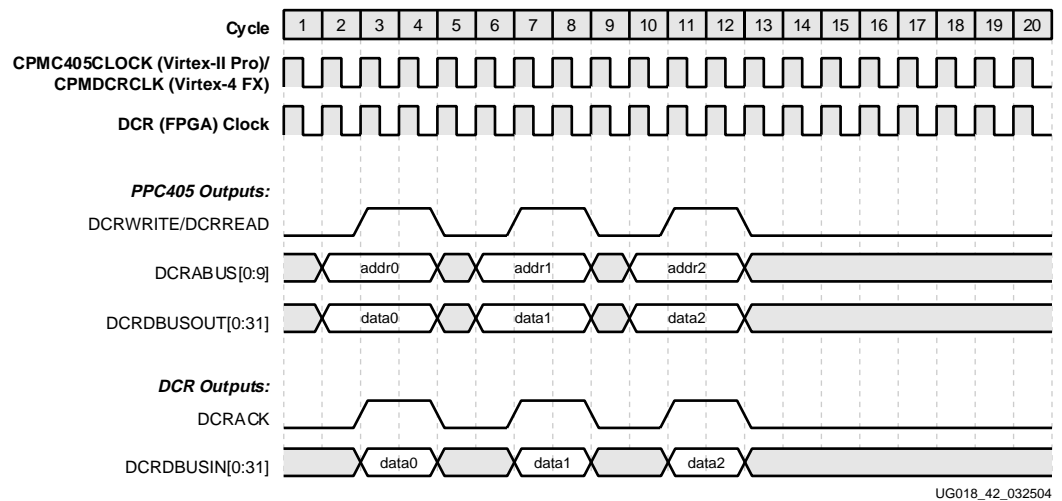 Cycle 1 2 3 4 5 6 7 8 9 10 11 12 13 14 15 16 17 18 19 20
CPMC405CLOCK (Virtex-II Pro)/
CPMDCRCLK (Virtex-4 FX)
DCR (FPGA) Clock
PPC405 Outputs:
DCRWRITE/DCRREAD
DCRABUS[0:9] addr0 addr1 addr2
DCRDBUSOUT[0:31] data0 data1 data2
DCR Outputs:
DCRACK
DCRDBUSIN[0:31] data0 data1 data2
UG018_42_032504